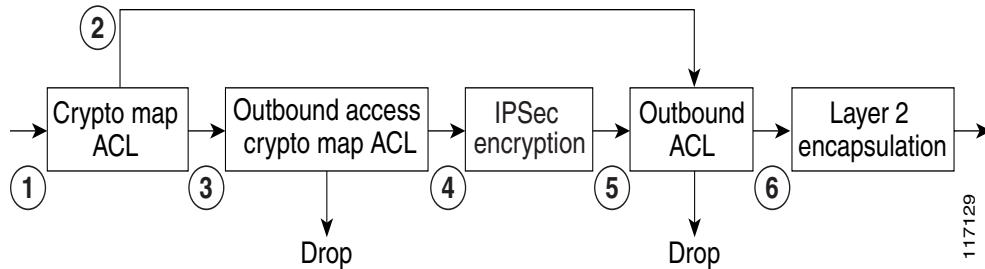 2
Crypto map
ACL
Outbound access
crypto map ACL
IPSec
encryption
Outbound
ACL
Layer 2
encapsulation
1
3
4
5
6
Drop
Drop
117129